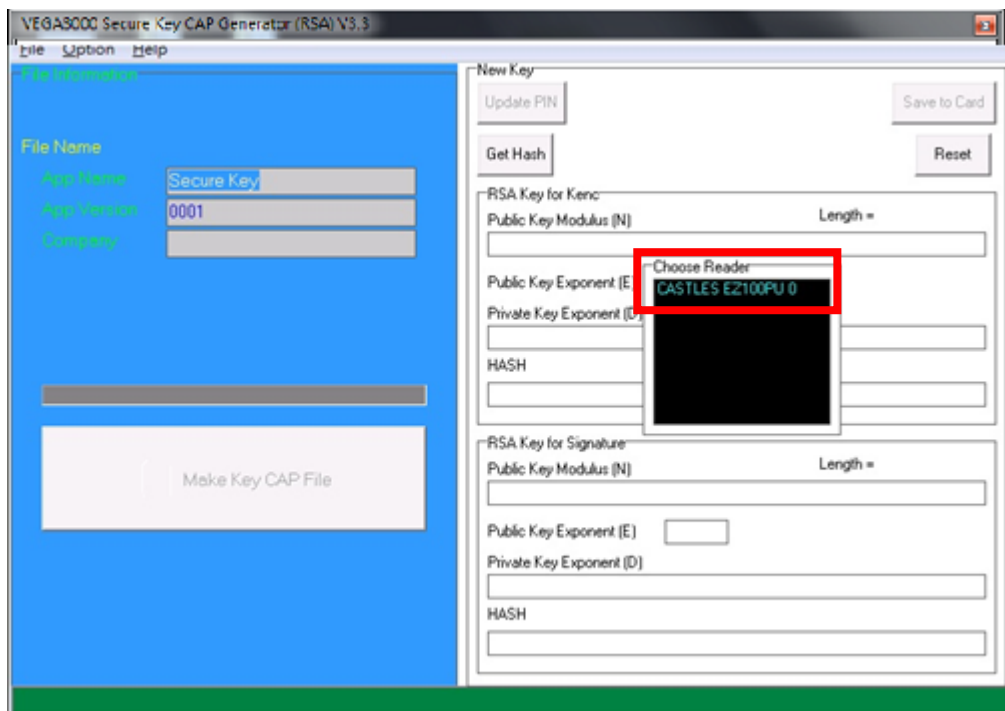 VEGA3000 Secure Key CAP Generator (RSA) V3.3
File Option Help
File Information
File Name
App Name Secure Key
App Version 0001
Company
Make Key CAP File
New Key
Update PIN Save to Card
Get Hash Reset
RSA Key for Kenc
Public Key Modulus (N) Length =
Choose Reader
Public Key Exponent (E)
CASTLES EZ100PU 0
Private Key Exponent (D)
HASH
RSA Key for Signature
Public Key Modulus (N) Length =
Public Key Exponent (E)
Private Key Exponent (D)
HASH